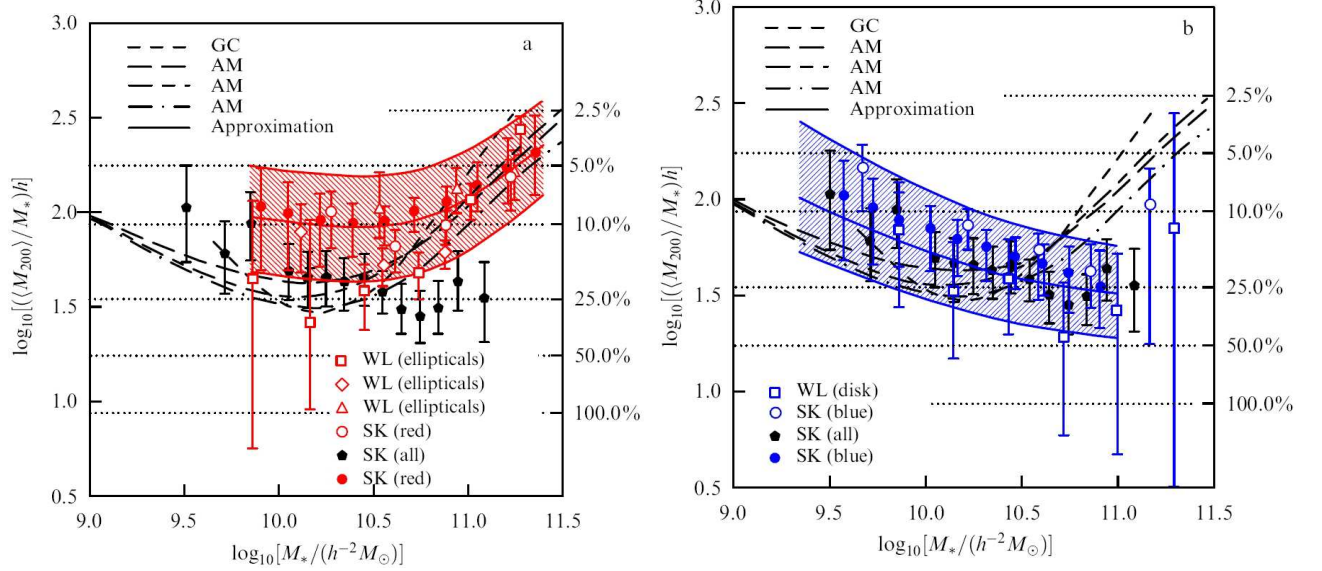 3.0
2.5
2.0
1.5
1.0
0.5
log10[(⟨M200⟩/M∗)h]
GC
AM
AM
AM
Approximation
a
2.5%
5.0%
10.0%
25.0%
50.0%
100.0%
WL (ellipticals)
WL (ellipticals)
WL (ellipticals)
SK (red)
SK (all)
SK (red)
9.0 9.5 10.0 10.5 11.0 11.5
log10[M∗/(h−2M⊙)]
3.0
2.5
2.0
1.5
1.0
0.5
log10[(⟨M200⟩/M∗)h]
GC
AM
AM
AM
Approximation
b
2.5%
5.0%
10.0%
25.0%
50.0%
100.0%
WL (disk)
SK (blue)
SK (all)
SK (blue)
9.0 9.5 10.0 10.5 11.0 11.5
log10[M∗/(h−2M⊙)]